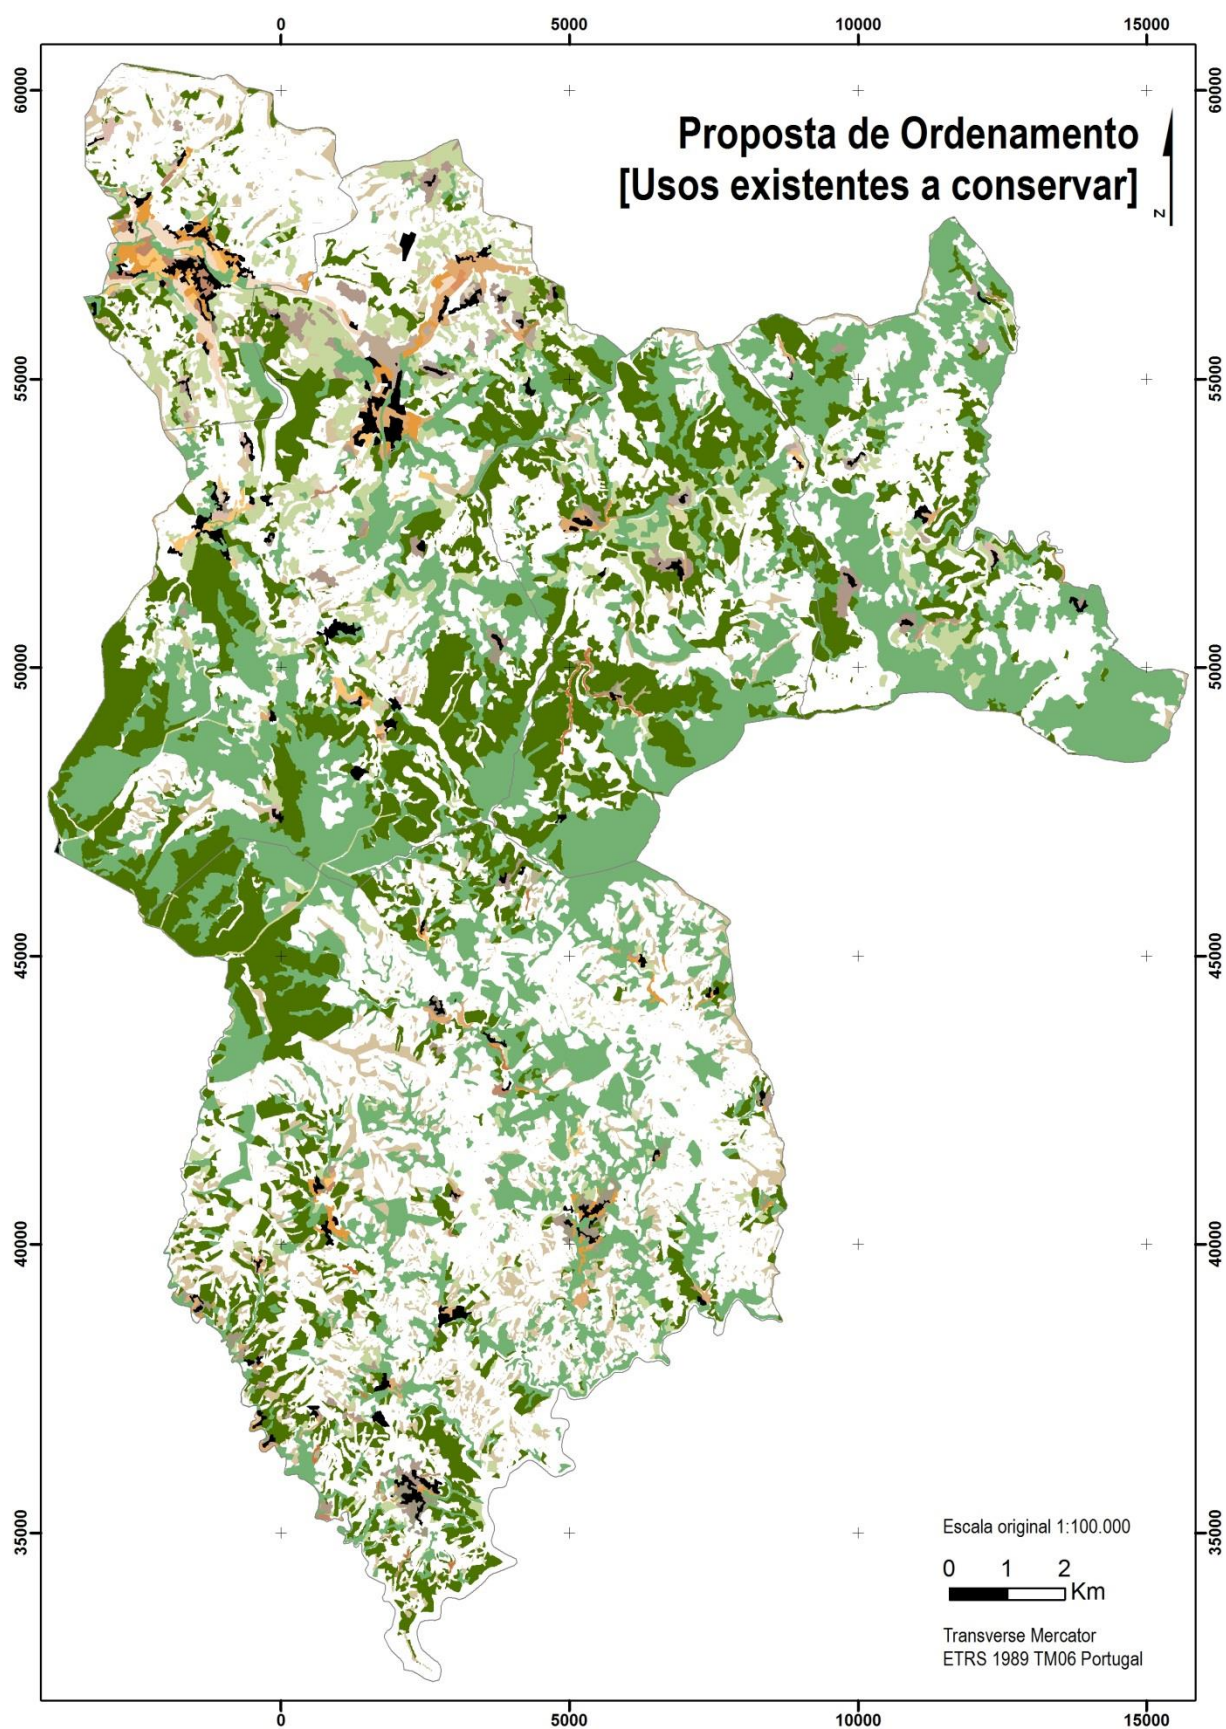 0 5000 10000 15000
60000 60000
Proposta de Ordenamento
[Usos existentes a conservar]
N
55000 55000
50000 50000
45000 45000
40000 40000
35000 35000
Escala original 1:100.000
0 1 2
Km
Transverse Mercator
ETRS 1989 TM06 Portugal
0 5000 10000 15000